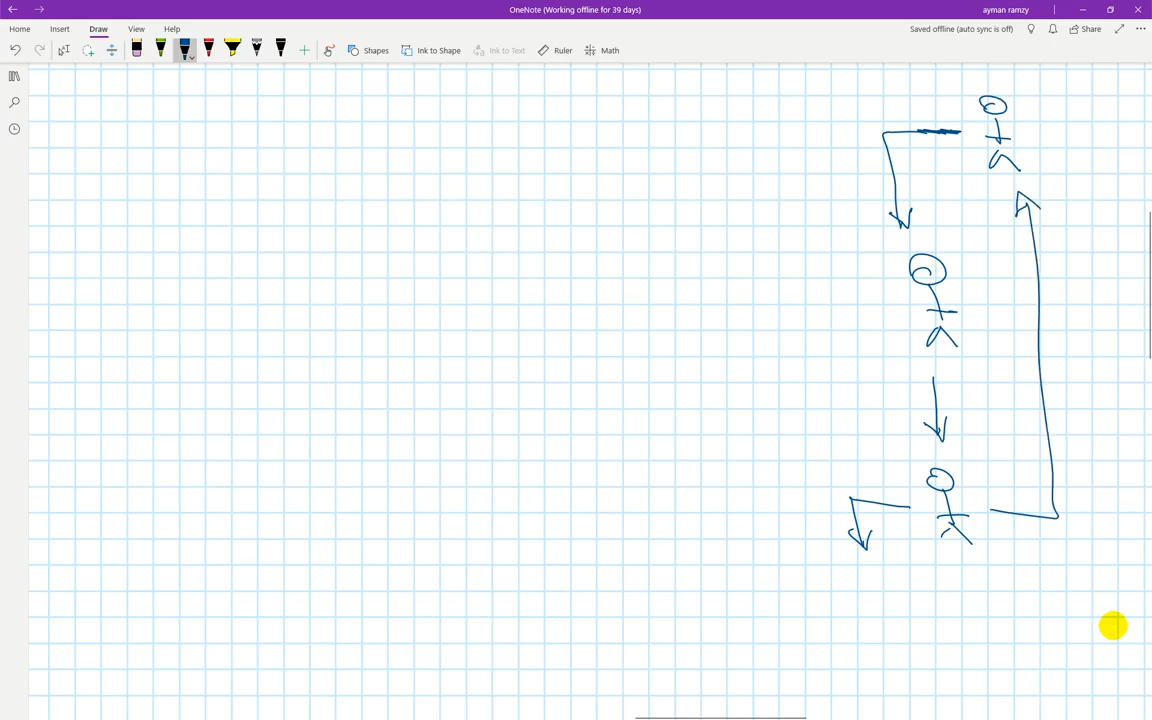 OneNote (Working offline for 39 days)
ayman ramzy
Home Insert Draw View Help
Saved offline (auto sync is off) Share
Shapes Ink to Shape Ink to Text Ruler Math